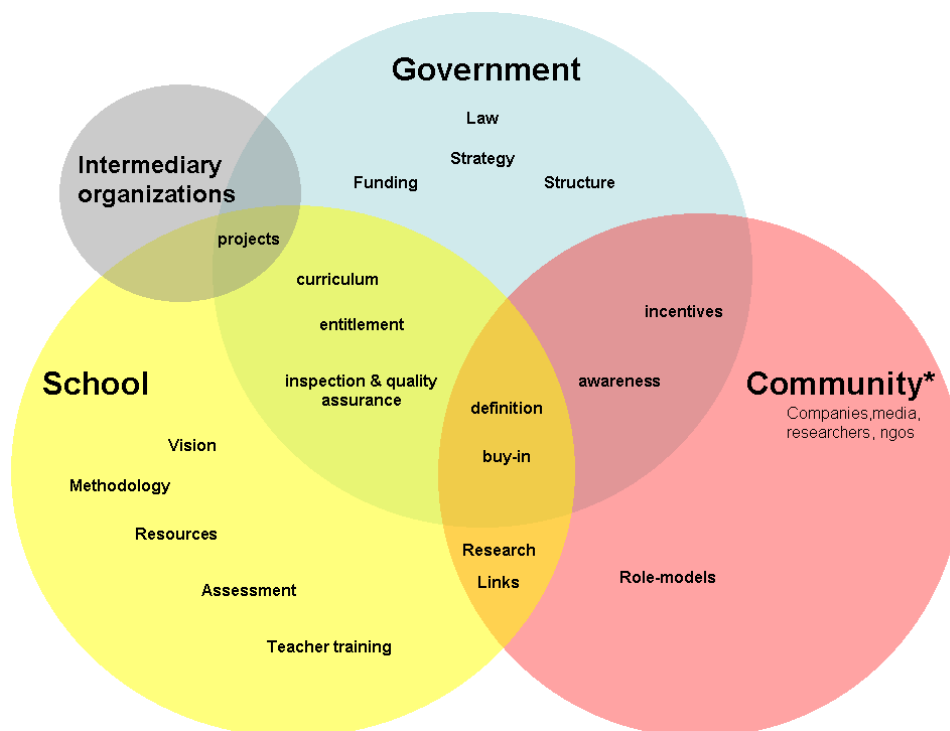 Government
Law
Strategy
Funding
Structure
Intermediary
organizations
projects
curriculum
entitlement
inspection & quality
assurance
incentives
awareness
School
Community*
Companies,media,
researchers, ngos
definition
buy-in
Vision
Methodology
Resources
Assessment
Teacher training
Research
Links
Role-models